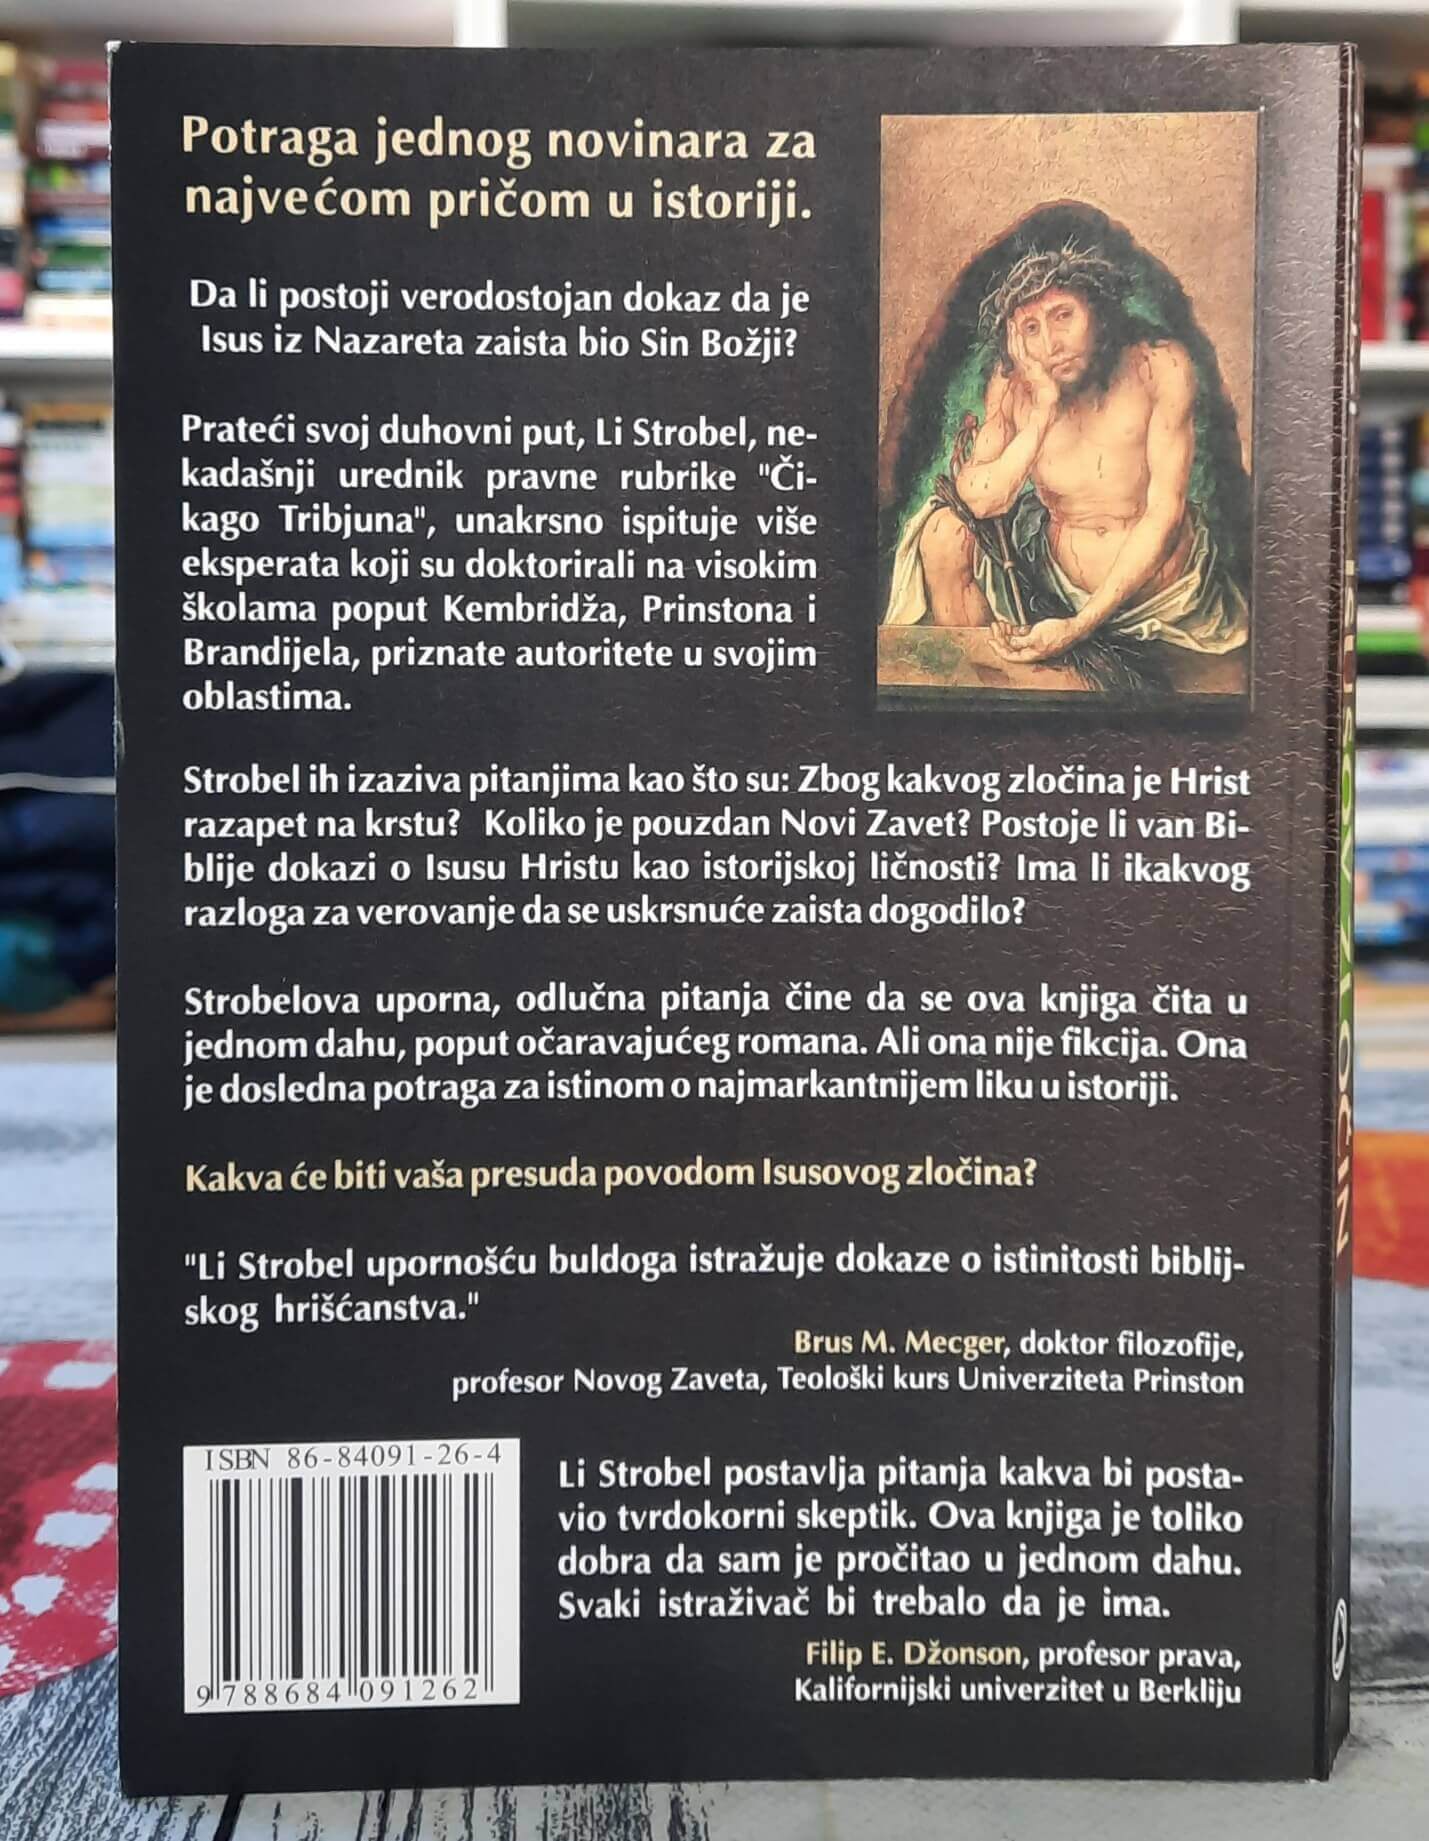 Potraga jednog novinara za
najvećom pričom u istoriji.
Da li postoji verodostojan dokaz da je
Isus iz Nazareta zaista bio Sin Božji?
Prateći svoj duhovni put, Li Strobel, ne-
kadašnji urednik pravne rubrike "Či-
kago Tribjuna", unakrsno ispituje više
eksperata koji su doktorirali na visokim
školama poput Kembridža, Prinstona i
Brandijela, priznate autoritete u svojim
oblastima.
Strobel ih izaziva pitanjima kao što su: Zbog kakvog zločina je Hrist
razapet na krstu? Koliko je pouzdan Novi Zavet? Postoje li van Bi-
blije dokazi o Isusu Hristu kao istorijskoj ličnosti? Ima li ikakvog
razloga za verovanje da se uskrsnuće zaista dogodilo?
Strobelova uporna, odlučna pitanja čine da se ova knjiga čita u
jednom dahu, poput očaravajućeg romana. Ali ona nije fikcija. Ona
je dosledna potraga za istinom o najmarkantnijem liku u istoriji.
Kakva će biti vaša presuda povodom Isusovog zločina?
"Li Strobel upornošću buldoga istražuje dokaze o istinitosti biblij-
skog hrišćanstva."
Brus M. Mecger, doktor filozofije,
profesor Novog Zaveta, Teološki kurs Univerziteta Prinston
ISBN 86-84091-26-4
9 788684 091262
Li Strobel postavlja pitanja kakva bi posta-
vio tvrdokorni skeptik. Ova knjiga je toliko
dobra da sam je pročitao u jednom dahu.
Svaki istraživač bi trebalo da je ima.
Filip E. Džonson, profesor prava,
Kalifornijski univerzitet u Berkliju
ISUSOV ZLOČIN